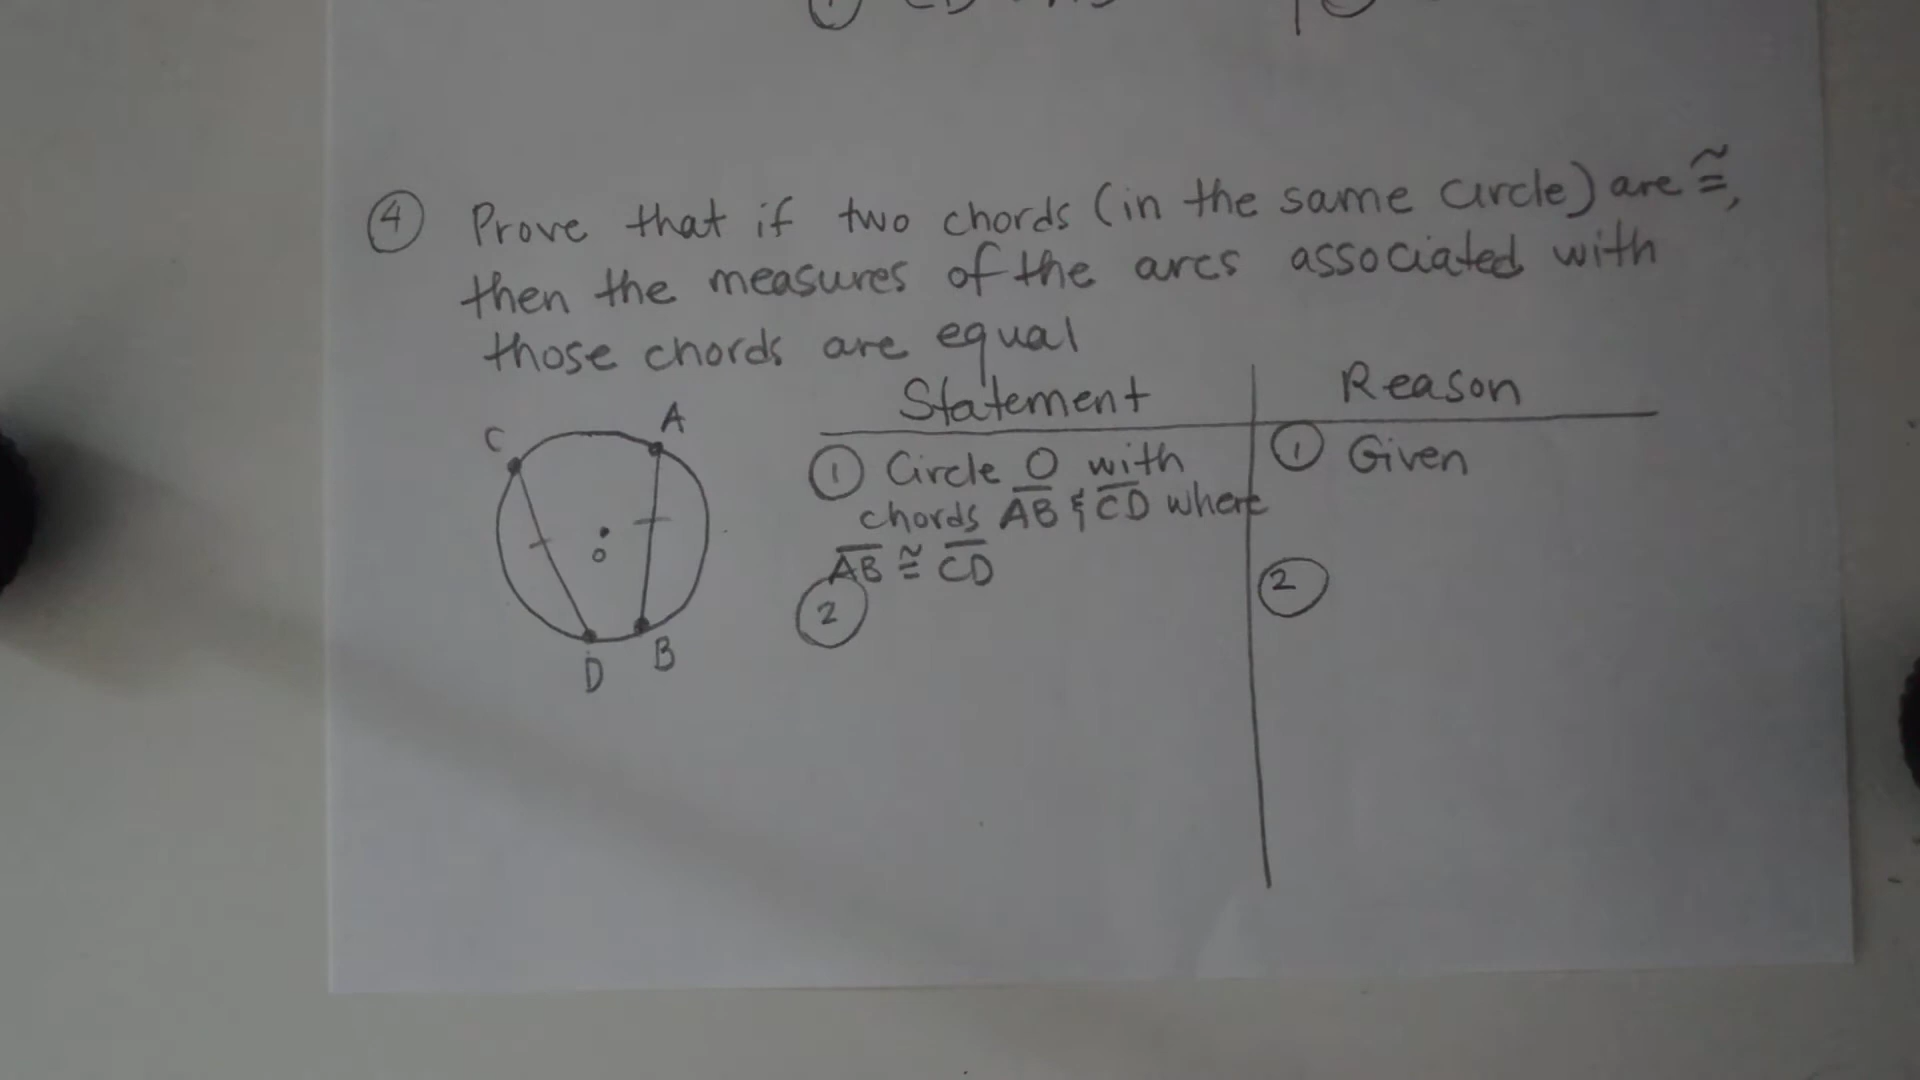 ④ Prove that if two chords (in the same circle) are ≅,
then the measures of the arcs associated with
those chords are equal
Statement | Reason
① Circle O with
chords AB & CD where
AB ≅ CD
②
① Given
②
C
A
O
D
B